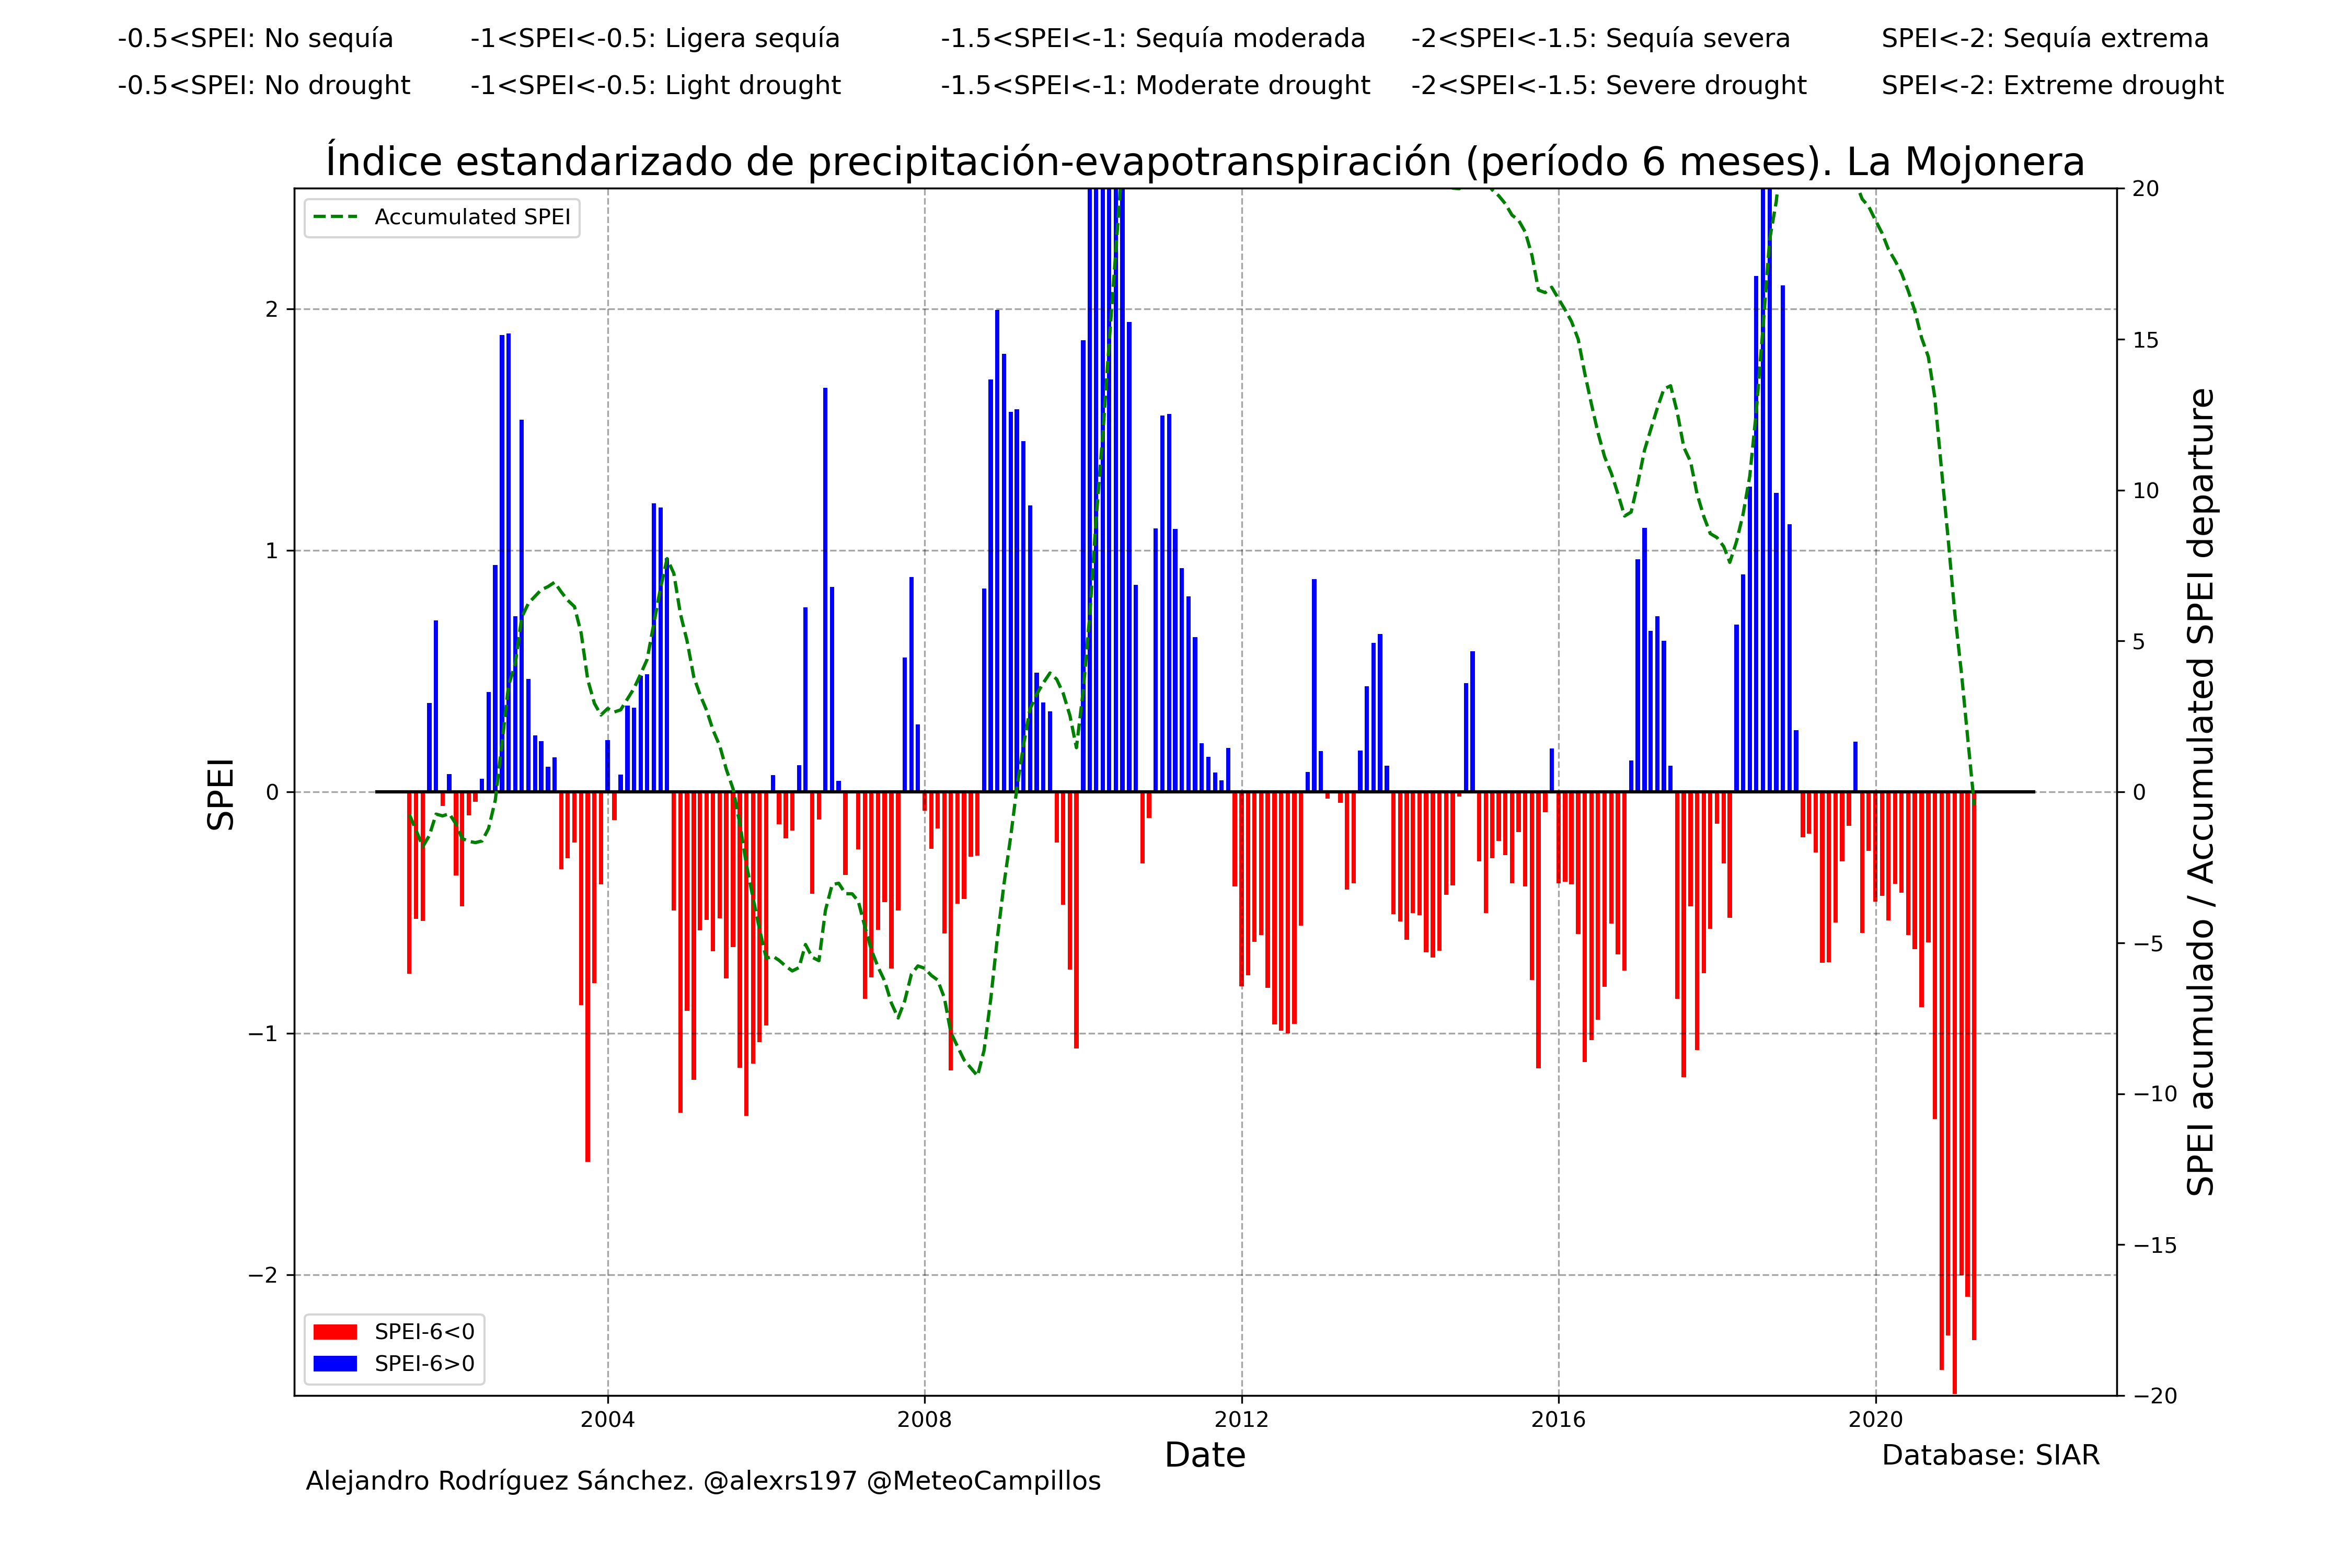 -0.5<SPEI: No sequía -1<SPEI<-0.5: Ligera sequía -1.5<SPEI<-1: Sequía moderada -2<SPEI<-1.5: Sequía severa SPEI<-2: Sequía extrema
-0.5<SPEI: No drought -1<SPEI<-0.5: Light drought -1.5<SPEI<-1: Moderate drought -2<SPEI<-1.5: Severe drought SPEI<-2: Extreme drought
Índice estandarizado de precipitación-evapotranspiración (período 6 meses). La Mojonera
Accumulated SPEI
2
1
0
−1
−2
SPEI
20
15
10
5
0
−5
−10
−15
−20
SPEI acumulado / Accumulated SPEI departure
SPEI-6<0
SPEI-6>0
2004 2008 2012 2016 2020
Date
Database: SIAR
Alejandro Rodríguez Sánchez. @alexrs197 @MeteoCampillos